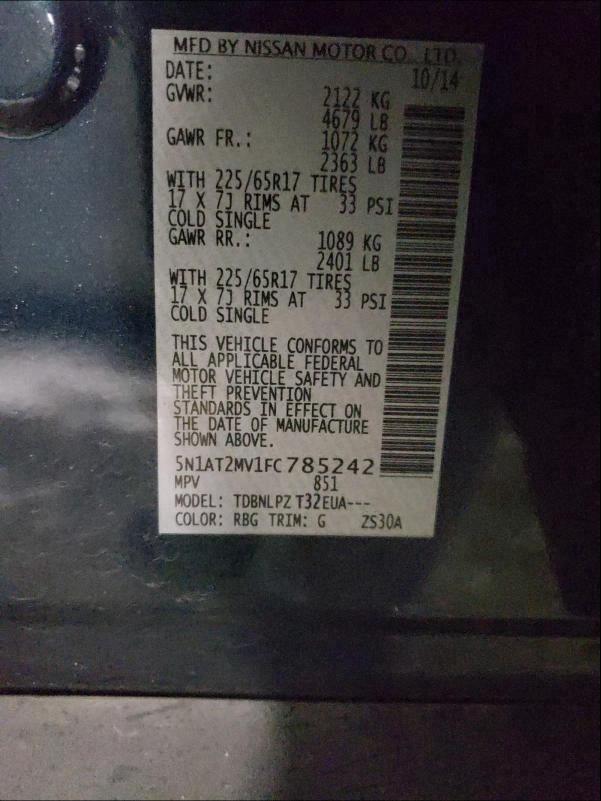 MFD BY NISSAN MOTOR CO., LTD.
DATE: 10/14
GVWR: 2122 KG
4679 LB
GAWR FR.: 1072 KG
2363 LB
WITH 225/65R17 TIRES
17 X 7J RIMS AT 33 PSI
COLD SINGLE
GAWR RR.: 1089 KG
2401 LB
WITH 225/65R17 TIRES
17 X 7J RIMS AT 33 PSI
COLD SINGLE
THIS VEHICLE CONFORMS TO
ALL APPLICABLE FEDERAL
MOTOR VEHICLE SAFETY AND
THEFT PREVENTION
STANDARDS IN EFFECT ON
THE DATE OF MANUFACTURE
SHOWN ABOVE.
5N1AT2MV1FC785242
MPV 851
MODEL: TDBNLPZ T32EUA---
COLOR: RBG TRIM: G ZS30A